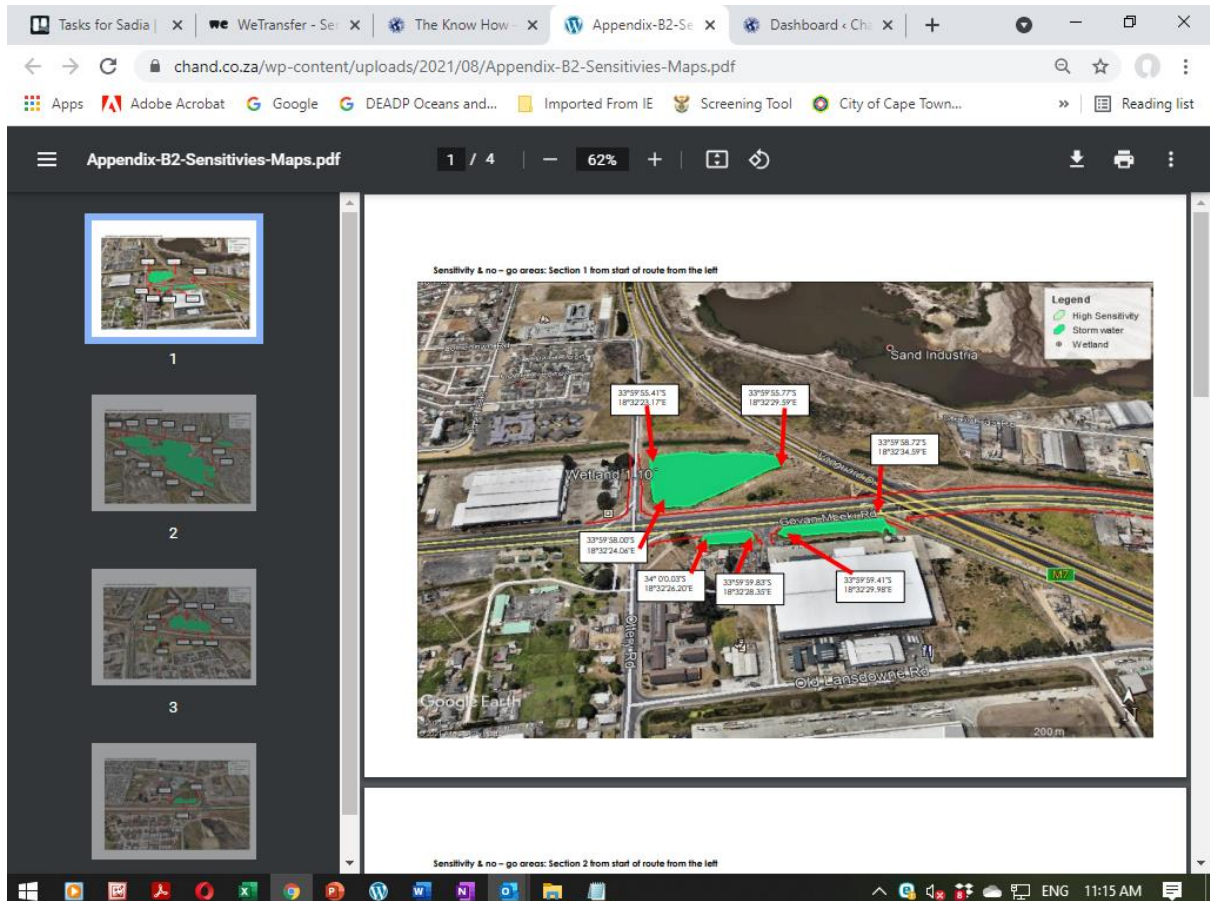 Tasks for Sadia |
WeTransfer - Ser
The Know How -
Appendix-B2-Se
Dashboard ‹ Cha
chand.co.za/wp-content/uploads/2021/08/Appendix-B2-Sensitivies-Maps.pdf
Apps
Adobe Acrobat
Google
DEADP Oceans and...
Imported From IE
Screening Tool
City of Cape Town...
»
Reading list
Appendix-B2-Sensitivies-Maps.pdf
1 / 4
62%
1
2
3
Sensitivity & no – go areas: Section 1 from start of route from the left
Legend
High Sensitivity
Storm water
Wetland
Sand Industria
33°59'55.41"S
18°32'23.17"E
33°59'55.77"S
18°32'29.59"E
33°59'58.72"S
18°32'34.59"E
Wetland 1-10
Vanguard Dr
Govan Mbeki Rd
33°59'58.00"S
18°32'24.06"E
34° 0'0.03"S
18°32'26.20"E
33°59'59.83"S
18°32'28.35"E
33°59'59.41"S
18°32'29.98"E
M7
Ottery Rd
Old Lansdowne Rd
Google Earth
N
200 m
Sensitivity & no – go areas: Section 2 from start of route from the left
ENG
11:15 AM